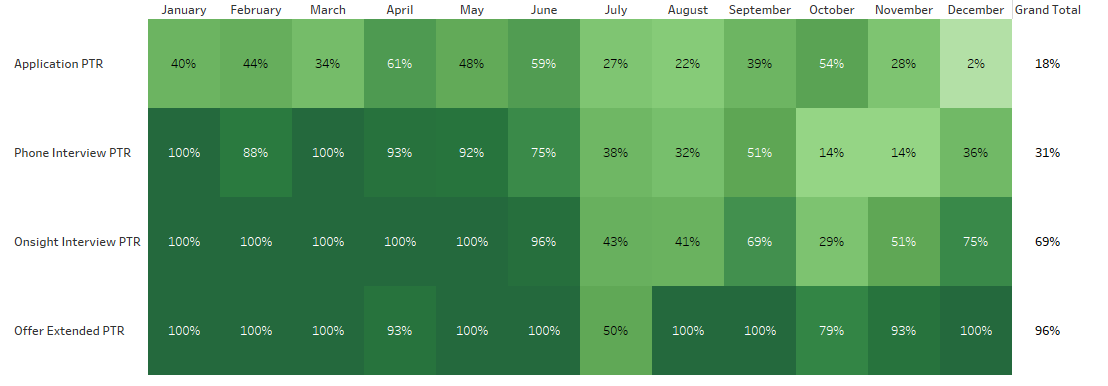 January February March April May June July August September October November December Grand Total
Application PTR 40% 44% 34% 61% 48% 59% 27% 22% 39% 54% 28% 2% 18%
Phone Interview PTR 100% 88% 100% 93% 92% 75% 38% 32% 51% 14% 14% 36% 31%
Onsight Interview PTR 100% 100% 100% 100% 100% 96% 43% 41% 69% 29% 51% 75% 69%
Offer Extended PTR 100% 100% 100% 93% 100% 100% 50% 100% 100% 79% 93% 100% 96%